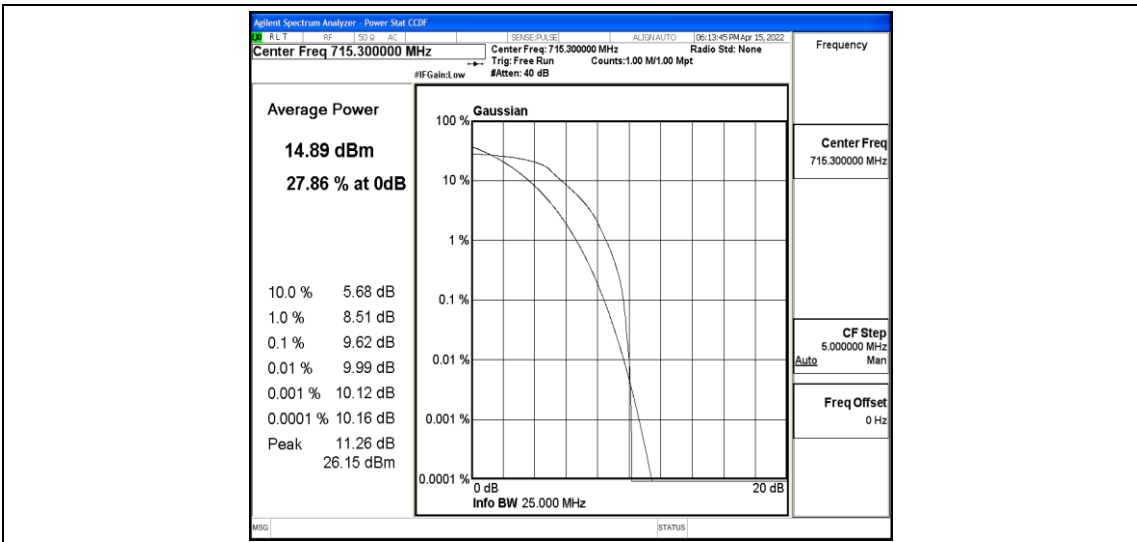 Agilent Spectrum Analyzer - Power Stat CCDF
LXI RLT RF 50 Ω AC SENSE:PULSE ALIGNAUTO 06:13:45 PM Apr 15, 2022
Center Freq 715.300000 MHz
Center Freq: 715.300000 MHz Radio Std: None
Trig: Free Run Counts:1.00 M/1.00 Mpt
#IFGain:Low #Atten: 40 dB
Frequency
Average Power
14.89 dBm
27.86 % at 0dB
10.0 % 5.68 dB
1.0 % 8.51 dB
0.1 % 9.62 dB
0.01 % 9.99 dB
0.001 % 10.12 dB
0.0001 % 10.16 dB
Peak 11.26 dB
26.15 dBm
Gaussian
100 %
10 %
1 %
0.1 %
0.01 %
0.001 %
0.0001 %
0 dB 20 dB
Info BW 25.000 MHz
Center Freq
715.300000 MHz
CF Step
5.000000 MHz
Auto Man
Freq Offset
0 Hz
MSG STATUS